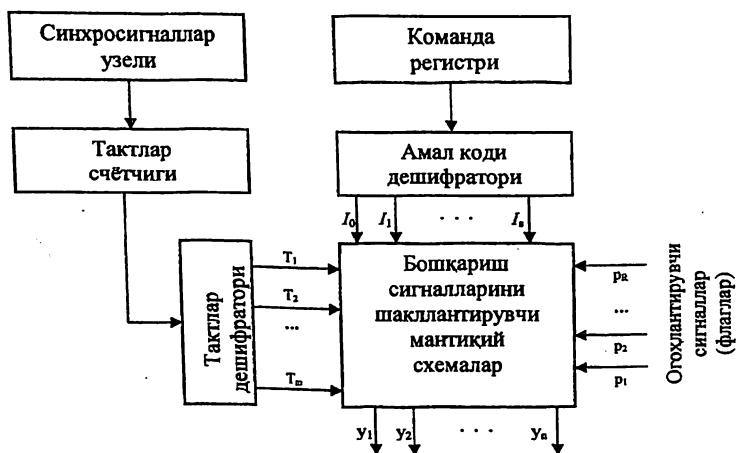 Синхросигналлар
узели
Команда
регистри
Тактлар
счётчиги
Амал коди
дешифратори
I₀ I₁ · · · Iₛ
Тактлар
дешифратори
T₁
T₂
...
Tₘ
Бошқариш
сигналларини
шакллантирувчи
мантиқий
схемалар
pR
...
p₂
p₁
Огоҳлантирувчи
сигналлар
(флаглар)
y₁ y₂ · · · yₙ